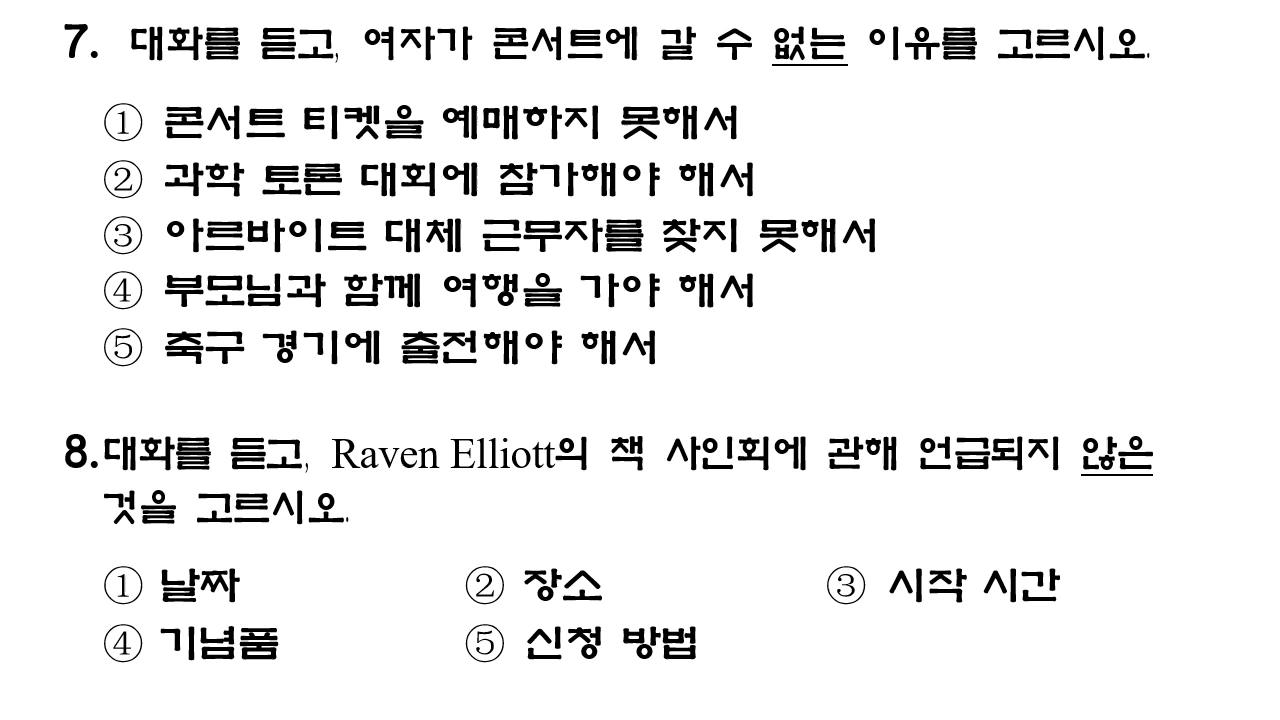 7. 대화를 듣고, 여자가 콘서트에 갈 수 없는 이유를 고르시오.
① 콘서트 티켓을 예매하지 못해서
② 과학 토론 대회에 참가해야 해서
③ 아르바이트 대체 근무자를 찾지 못해서
④ 부모님과 함께 여행을 가야 해서
⑤ 축구 경기에 출전해야 해서
8. 대화를 듣고, Raven Elliott의 책 사인회에 관해 언급되지 않은
것을 고르시오.
① 날짜 ② 장소 ③ 시작 시간
④ 기념품 ⑤ 신청 방법